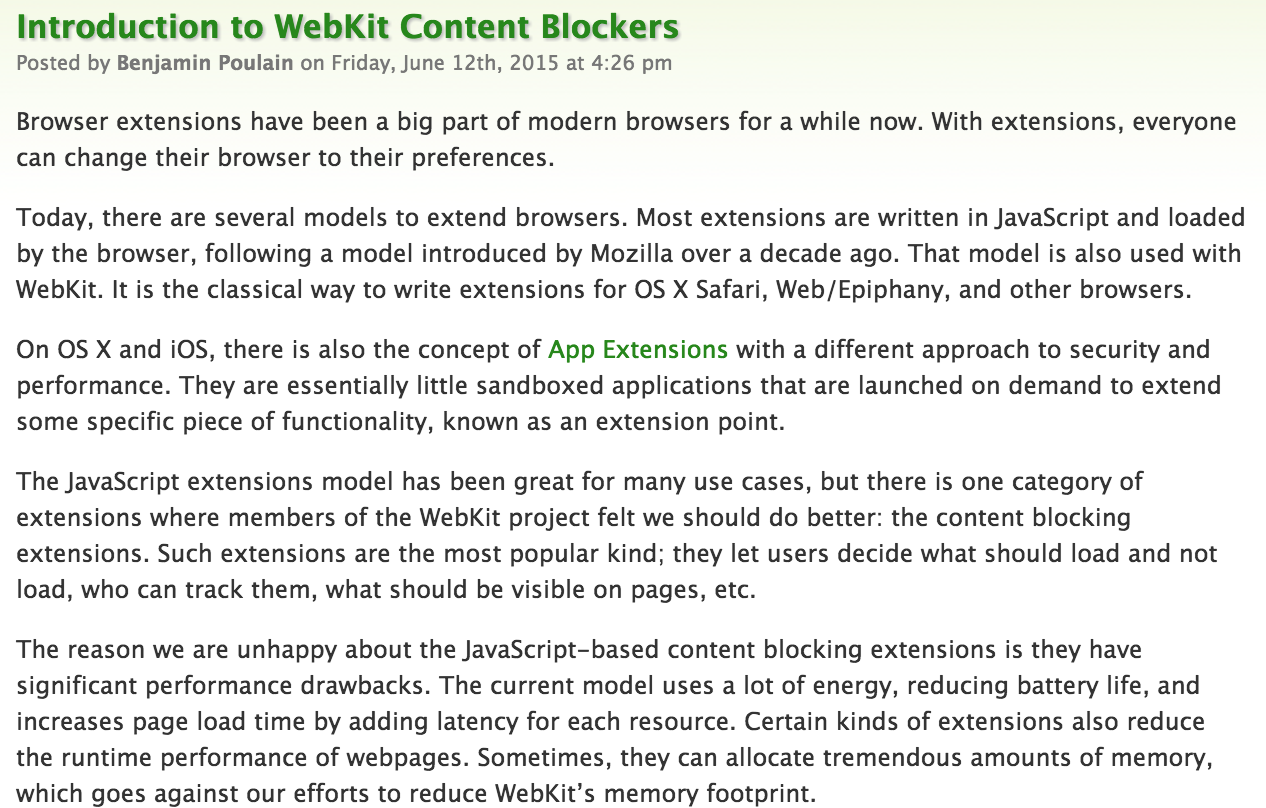 Introduction to WebKit Content Blockers
Posted by Benjamin Poulain on Friday, June 12th, 2015 at 4:26 pm
Browser extensions have been a big part of modern browsers for a while now. With extensions, everyone
can change their browser to their preferences.
Today, there are several models to extend browsers. Most extensions are written in JavaScript and loaded
by the browser, following a model introduced by Mozilla over a decade ago. That model is also used with
WebKit. It is the classical way to write extensions for OS X Safari, Web/Epiphany, and other browsers.
On OS X and iOS, there is also the concept of App Extensions with a different approach to security and
performance. They are essentially little sandboxed applications that are launched on demand to extend
some specific piece of functionality, known as an extension point.
The JavaScript extensions model has been great for many use cases, but there is one category of
extensions where members of the WebKit project felt we should do better: the content blocking
extensions. Such extensions are the most popular kind; they let users decide what should load and not
load, who can track them, what should be visible on pages, etc.
The reason we are unhappy about the JavaScript-based content blocking extensions is they have
significant performance drawbacks. The current model uses a lot of energy, reducing battery life, and
increases page load time by adding latency for each resource. Certain kinds of extensions also reduce
the runtime performance of webpages. Sometimes, they can allocate tremendous amounts of memory,
which goes against our efforts to reduce WebKit’s memory footprint.